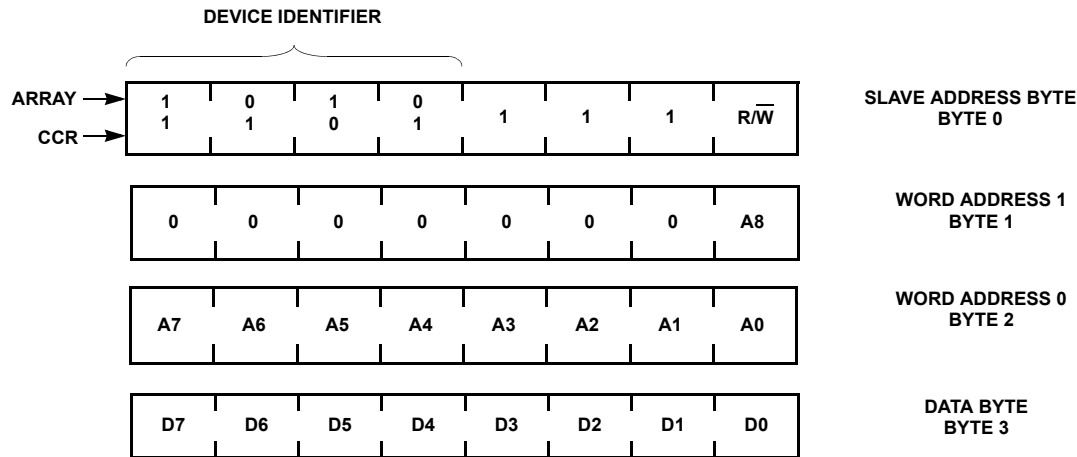 DEVICE IDENTIFIER
ARRAY 1 0 1 0 1 1 1 R/W̅ SLAVE ADDRESS BYTE
CCR 1 1 0 1 BYTE 0
0 0 0 0 0 0 0 A8 WORD ADDRESS 1
BYTE 1
A7 A6 A5 A4 A3 A2 A1 A0 WORD ADDRESS 0
BYTE 2
D7 D6 D5 D4 D3 D2 D1 D0 DATA BYTE
BYTE 3